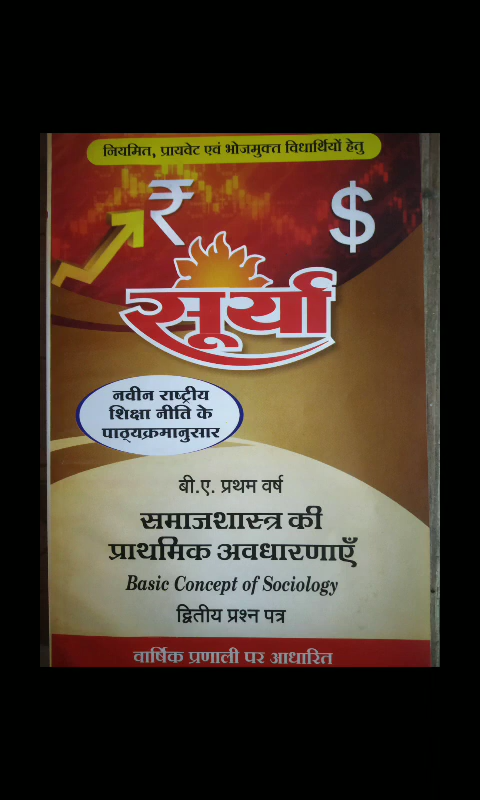 नियमित, प्रायवेट एवं भोजमुक्त विधार्थियों हेतु
₹ $
सूर्या
नवीन राष्ट्रीय
शिक्षा नीति के
पाठ्यक्रमानुसार
बी.ए. प्रथम वर्ष
समाजशास्त्र की
प्राथमिक अवधारणाएँ
Basic Concept of Sociology
द्वितीय प्रश्न पत्र
वार्षिक प्रणाली पर आधारित